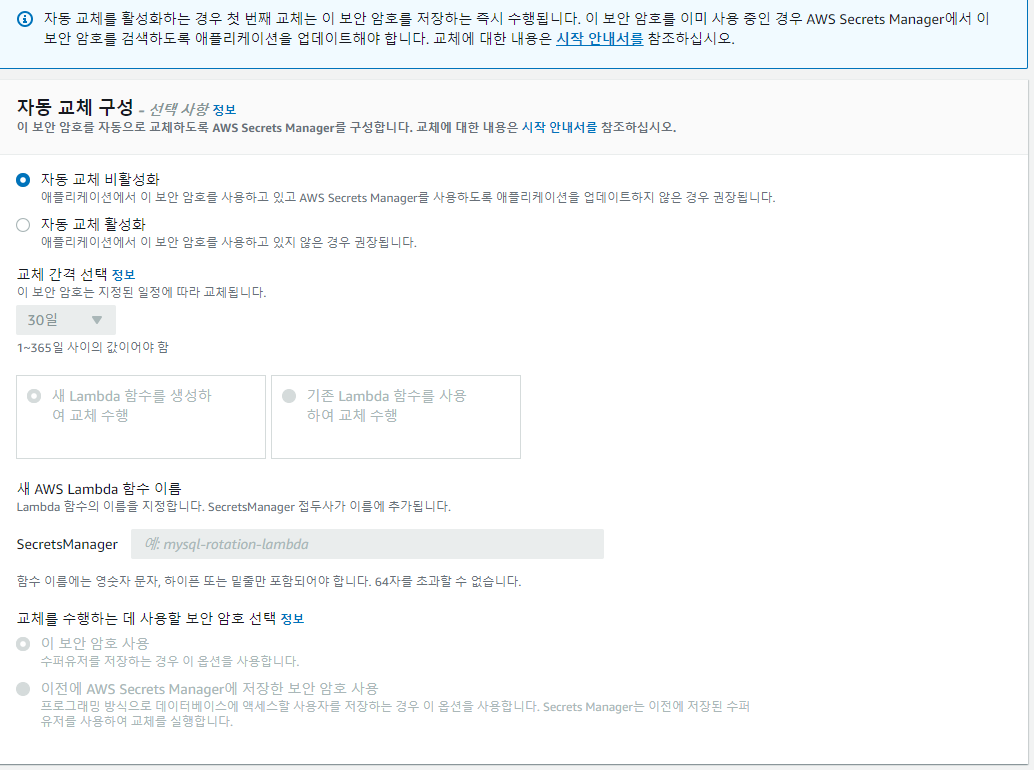 자동 교체를 활성화하는 경우 첫 번째 교체는 이 보안 암호를 저장하는 즉시 수행됩니다. 이 보안 암호를 이미 사용 중인 경우 AWS Secrets Manager에서 이
보안 암호를 검색하도록 애플리케이션을 업데이트해야 합니다. 교체에 대한 내용은 시작 안내서를 참조하십시오.
자동 교체 구성 - 선택 사항 정보
이 보안 암호를 자동으로 교체하도록 AWS Secrets Manager를 구성합니다. 교체에 대한 내용은 시작 안내서를 참조하십시오.
자동 교체 비활성화
애플리케이션에서 이 보안 암호를 사용하고 있고 AWS Secrets Manager를 사용하도록 애플리케이션을 업데이트하지 않은 경우 권장됩니다.
자동 교체 활성화
애플리케이션에서 이 보안 암호를 사용하고 있지 않은 경우 권장됩니다.
교체 간격 선택 정보
이 보안 암호는 지정된 일정에 따라 교체됩니다.
30일
1~365일 사이의 값이어야 함
새 Lambda 함수를 생성하
여 교체 수행
기존 Lambda 함수를 사용
하여 교체 수행
새 AWS Lambda 함수 이름
Lambda 함수의 이름을 지정합니다. SecretsManager 접두사가 이름에 추가됩니다.
SecretsManager 예: mysql-rotation-lambda
함수 이름에는 영숫자 문자, 하이픈 또는 밑줄만 포함되어야 합니다. 64자를 초과할 수 없습니다.
교체를 수행하는 데 사용할 보안 암호 선택 정보
이 보안 암호 사용
수퍼유저를 저장하는 경우 이 옵션을 사용합니다.
이전에 AWS Secrets Manager에 저장한 보안 암호 사용
프로그래밍 방식으로 데이터베이스에 액세스할 사용자를 저장하는 경우 이 옵션을 사용합니다. Secrets Manager는 이전에 저장된 수퍼
유저를 사용하여 교체를 실행합니다.